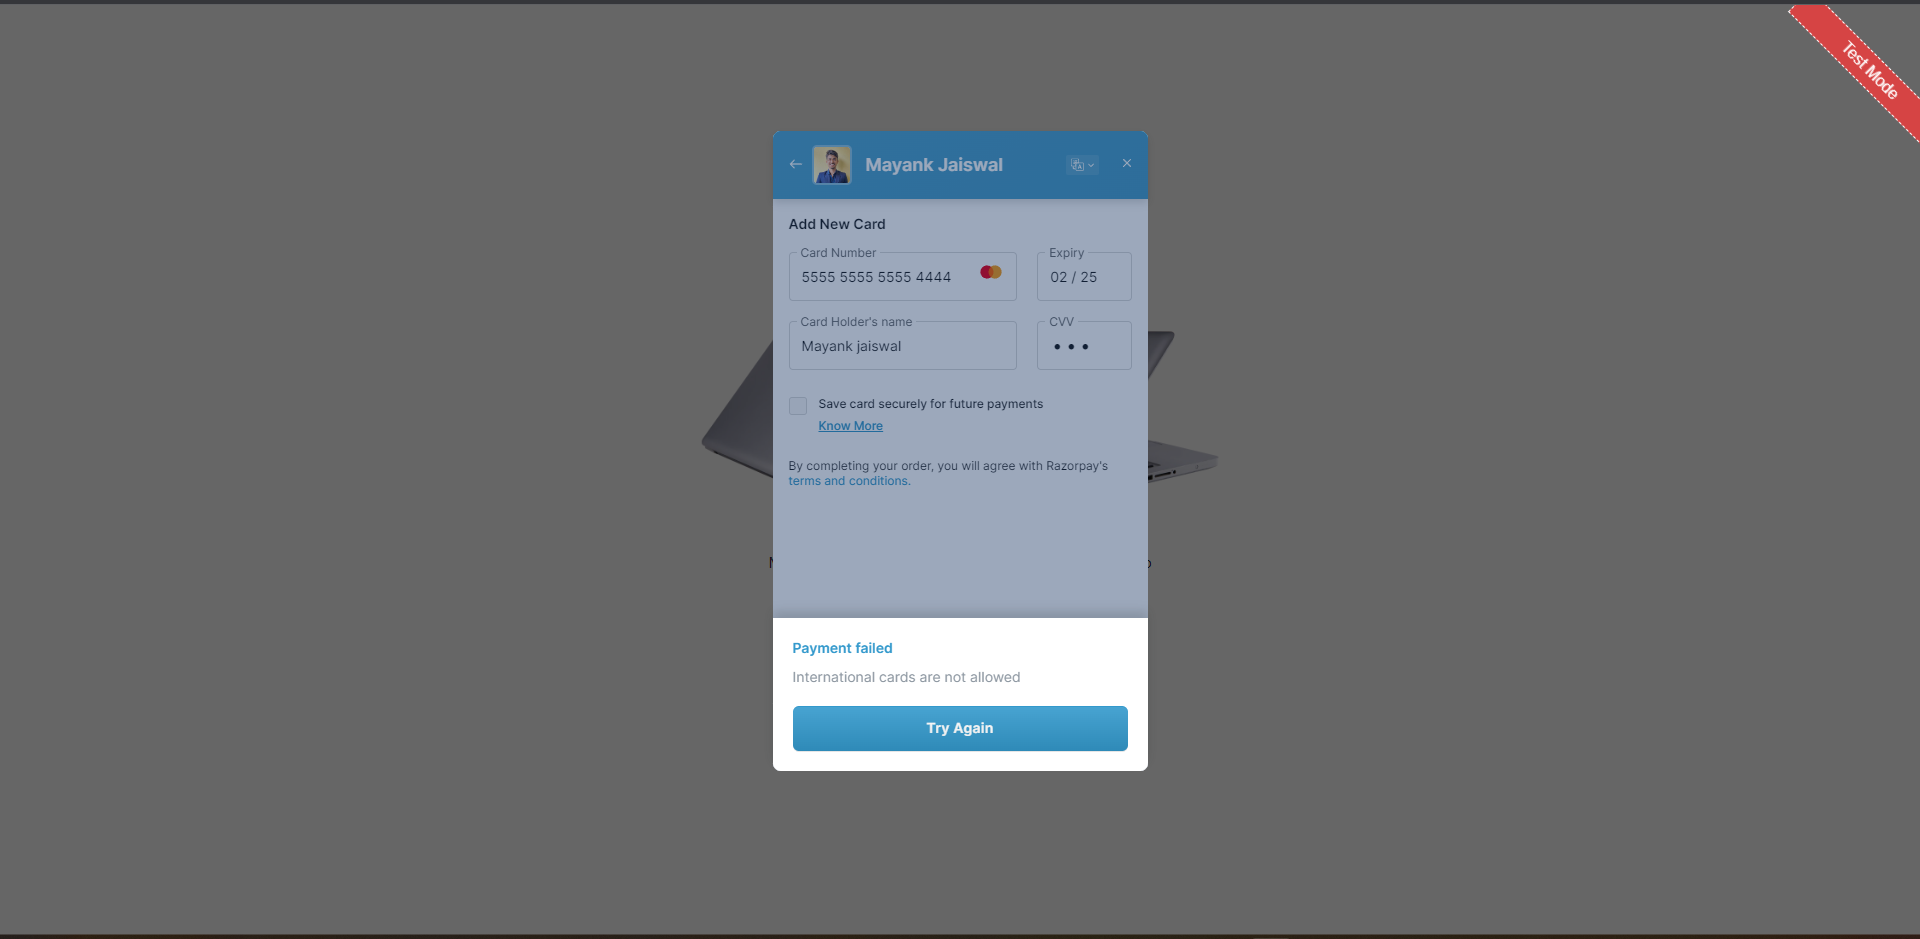 Test Mode
Mayank Jaiswal
Add New Card
Card Number
5555 5555 5555 4444
Expiry
02 / 25
Card Holder's name
Mayank jaiswal
CVV
Save card securely for future payments
Know More
By completing your order, you will agree with Razorpay's
terms and conditions.
Payment failed
International cards are not allowed
Try Again